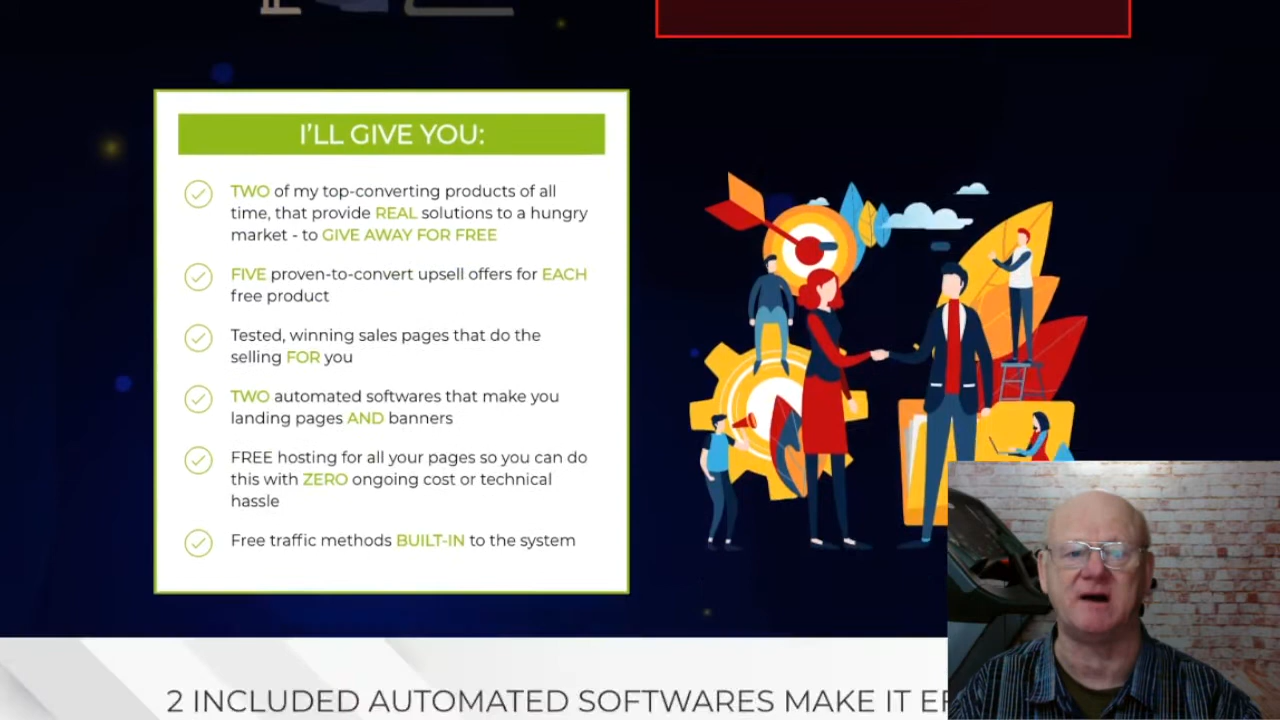 I'LL GIVE YOU:
TWO of my top-converting products of all
time, that provide REAL solutions to a hungry
market - to GIVE AWAY FOR FREE
FIVE proven-to-convert upsell offers for EACH
free product
Tested, winning sales pages that do the
selling FOR you
TWO automated softwares that make you
landing pages AND banners
FREE hosting for all your pages so you can do
this with ZERO ongoing cost or technical
hassle
Free traffic methods BUILT-IN to the system
2 INCLUDED AUTOMATED SOFTWARES MAKE IT